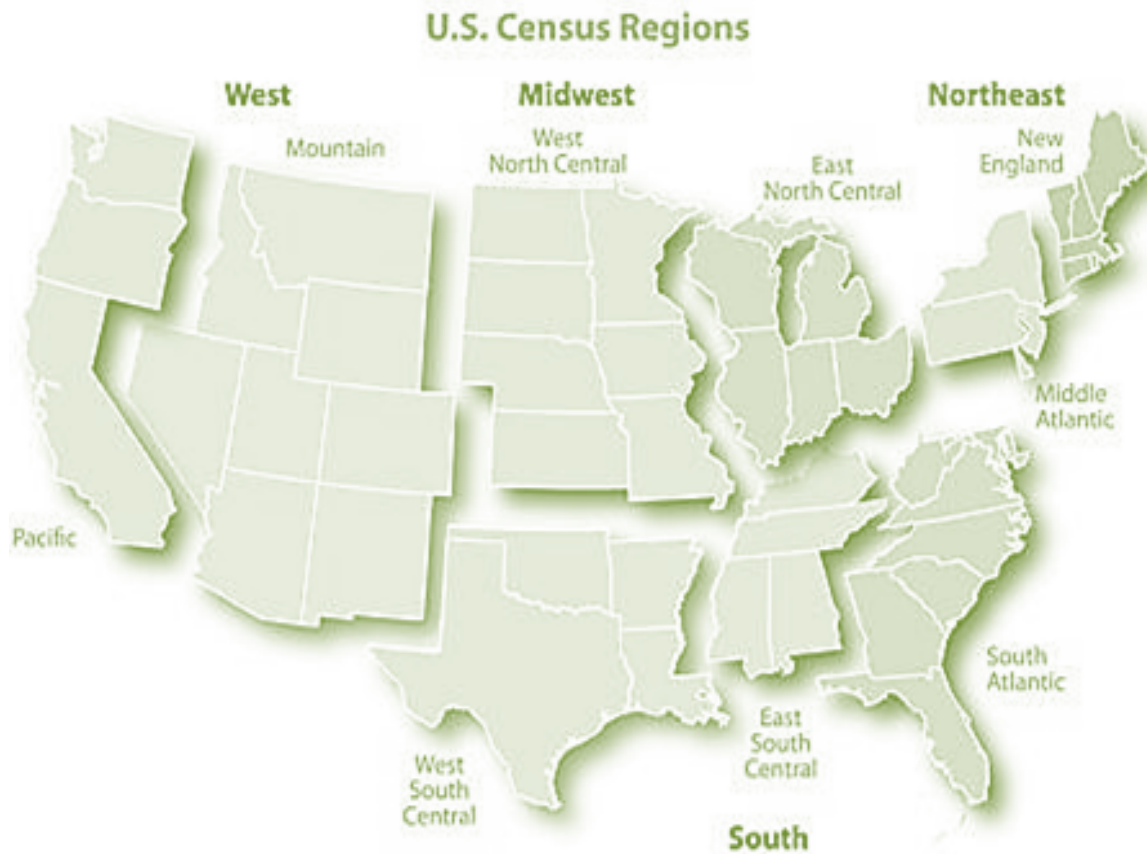 U.S. Census Regions
West
Midwest
Northeast
Mountain
West
North Central
East
North Central
New
England
Middle
Atlantic
Pacific
South
Atlantic
West
South
Central
East
South
Central
South